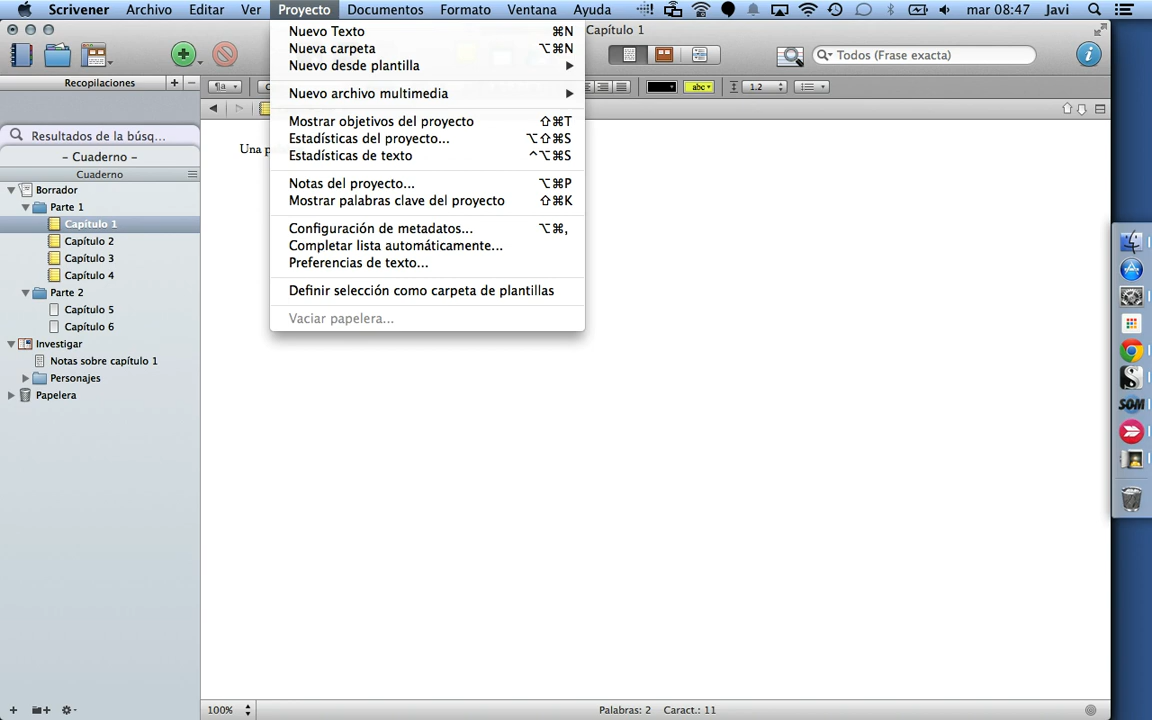 Scrivener Archivo Editar Ver Proyecto Documentos Formato Ventana Ayuda mar 08:47 Javi
Capítulo 1
Todos (Frase exacta)
Recopilaciones
abc
1.2
Resultados de la búsq...
– Cuaderno –
Cuaderno
Borrador
Parte 1
Capítulo 1
Capítulo 2
Capítulo 3
Capítulo 4
Parte 2
Capítulo 5
Capítulo 6
Investigar
Notas sobre capítulo 1
Personajes
Papelera
Nuevo Texto ⌘N
Nueva carpeta ⌥⌘N
Nuevo desde plantilla
Nuevo archivo multimedia
Mostrar objetivos del proyecto ⇧⌘T
Estadísticas del proyecto... ⌥⇧⌘S
Estadísticas de texto ^⌥⌘S
Notas del proyecto... ⌥⌘P
Mostrar palabras clave del proyecto ⇧⌘K
Configuración de metadatos... ⌥⌘,
Completar lista automáticamente...
Preferencias de texto...
Definir selección como carpeta de plantillas
Vaciar papelera...
Una
SOM
100%
Palabras: 2 Caract.: 11